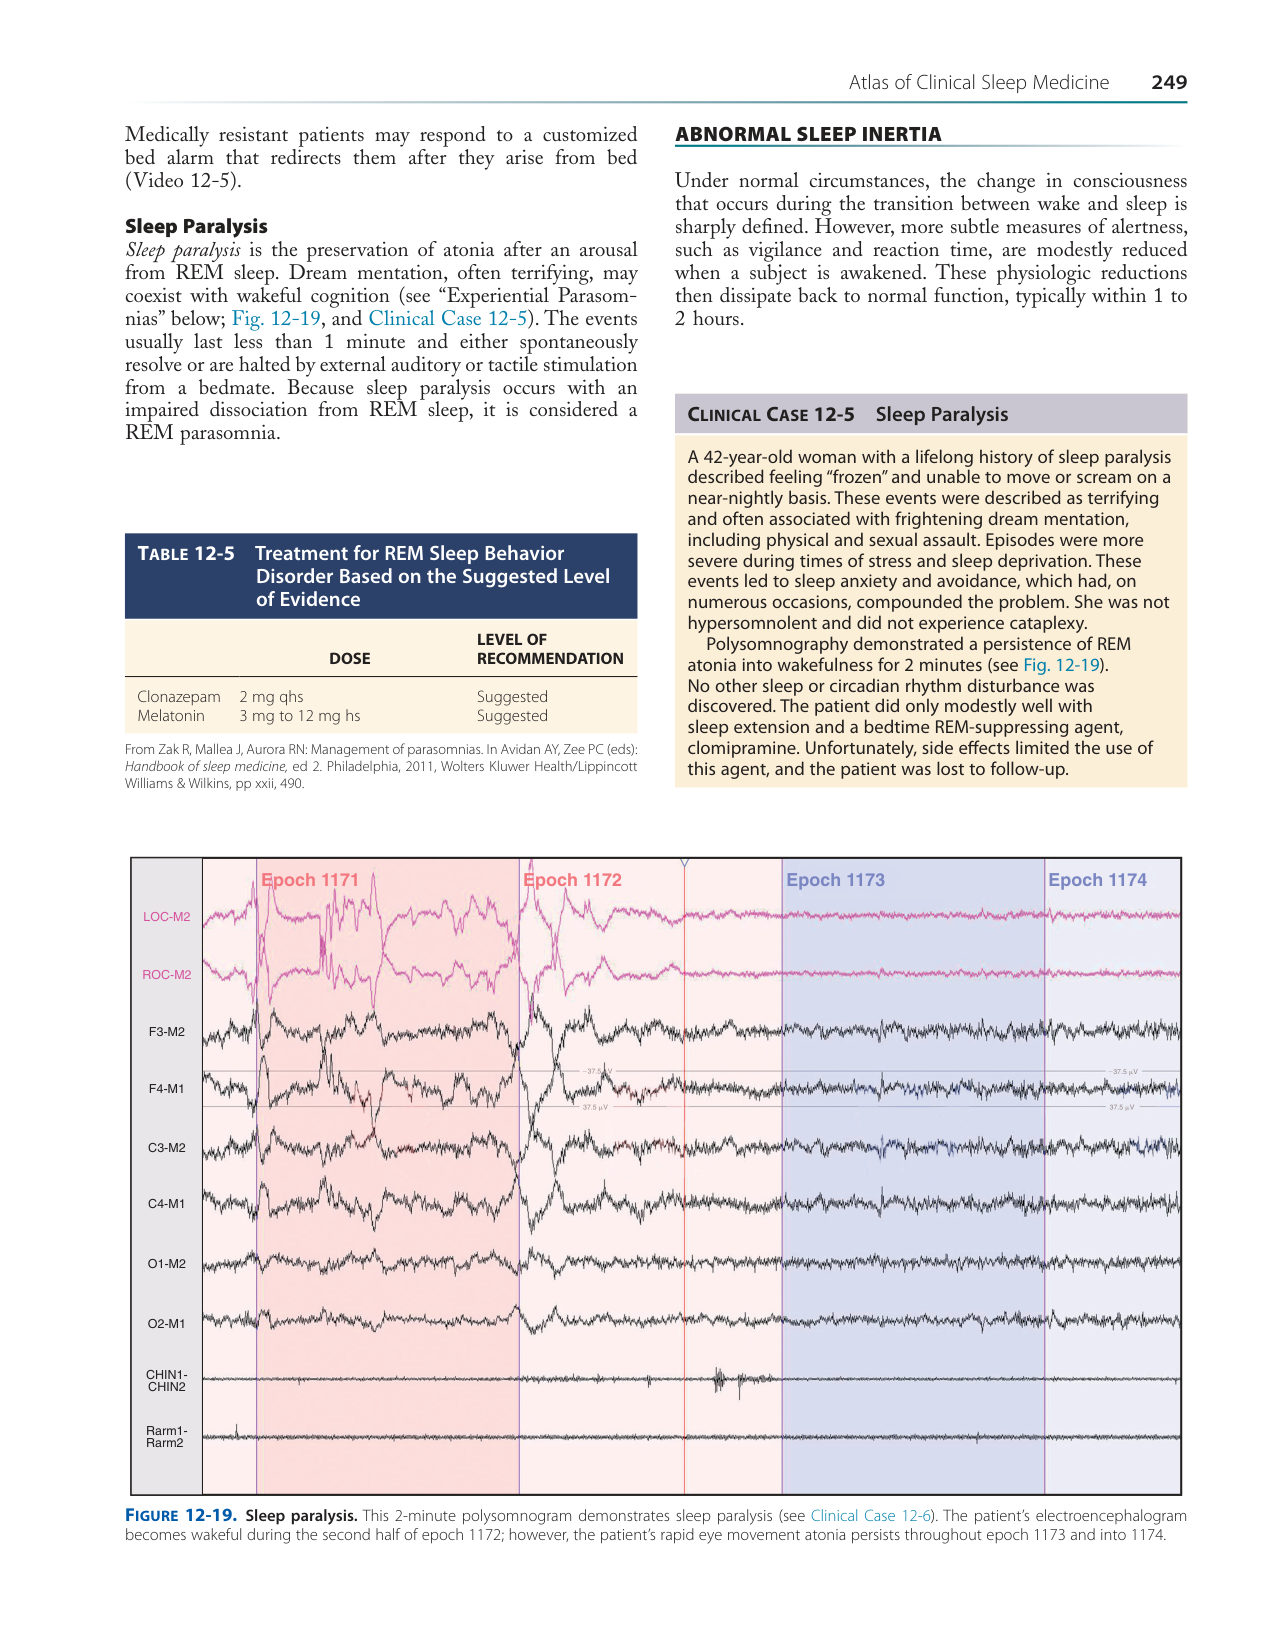 Atlas of Clinical Sleep Medicine 249
Medically resistant patients may respond to a customized
bed alarm that redirects them after they arise from bed
(Video 12-5).
Sleep Paralysis
Sleep paralysis is the preservation of atonia after an arousal
from REM sleep. Dream mentation, often terrifying, may
coexist with wakeful cognition (see “Experiential Parasom-
nias” below; Fig. 12-19, and Clinical Case 12-5). The events
usually last less than 1 minute and either spontaneously
resolve or are halted by external auditory or tactile stimulation
from a bedmate. Because sleep paralysis occurs with an
impaired dissociation from REM sleep, it is considered a
REM parasomnia.
TABLE 12-5 Treatment for REM Sleep Behavior
Disorder Based on the Suggested Level
of Evidence
LEVEL OF
DOSE RECOMMENDATION
Clonazepam 2 mg qhs Suggested
Melatonin 3 mg to 12 mg hs Suggested
From Zak R, Mallea J, Aurora RN: Management of parasomnias. In Avidan AY, Zee PC (eds):
Handbook of sleep medicine, ed 2. Philadelphia, 2011, Wolters Kluwer Health/Lippincott
Williams & Wilkins, pp xxii, 490.
ABNORMAL SLEEP INERTIA
Under normal circumstances, the change in consciousness
that occurs during the transition between wake and sleep is
sharply defined. However, more subtle measures of alertness,
such as vigilance and reaction time, are modestly reduced
when a subject is awakened. These physiologic reductions
then dissipate back to normal function, typically within 1 to
2 hours.
CLINICAL CASE 12-5 Sleep Paralysis
A 42-year-old woman with a lifelong history of sleep paralysis
described feeling “frozen” and unable to move or scream on a
near-nightly basis. These events were described as terrifying
and often associated with frightening dream mentation,
including physical and sexual assault. Episodes were more
severe during times of stress and sleep deprivation. These
events led to sleep anxiety and avoidance, which had, on
numerous occasions, compounded the problem. She was not
hypersomnolent and did not experience cataplexy.
Polysomnography demonstrated a persistence of REM
atonia into wakefulness for 2 minutes (see Fig. 12-19).
No other sleep or circadian rhythm disturbance was
discovered. The patient did only modestly well with
sleep extension and a bedtime REM-suppressing agent,
clomipramine. Unfortunately, side effects limited the use of
this agent, and the patient was lost to follow-up.
Epoch 1171 Epoch 1172 Epoch 1173 Epoch 1174
LOC-M2
ROC-M2
F3-M2
-37.5 µV -37.5 µV
F4-M1
37.5 µV 37.5 µV
C3-M2
C4-M1
O1-M2
O2-M1
CHIN1-
CHIN2
Rarm1-
Rarm2
FIGURE 12-19. Sleep paralysis. This 2-minute polysomnogram demonstrates sleep paralysis (see Clinical Case 12-6). The patient’s electroencephalogram
becomes wakeful during the second half of epoch 1172; however, the patient’s rapid eye movement atonia persists throughout epoch 1173 and into 1174.